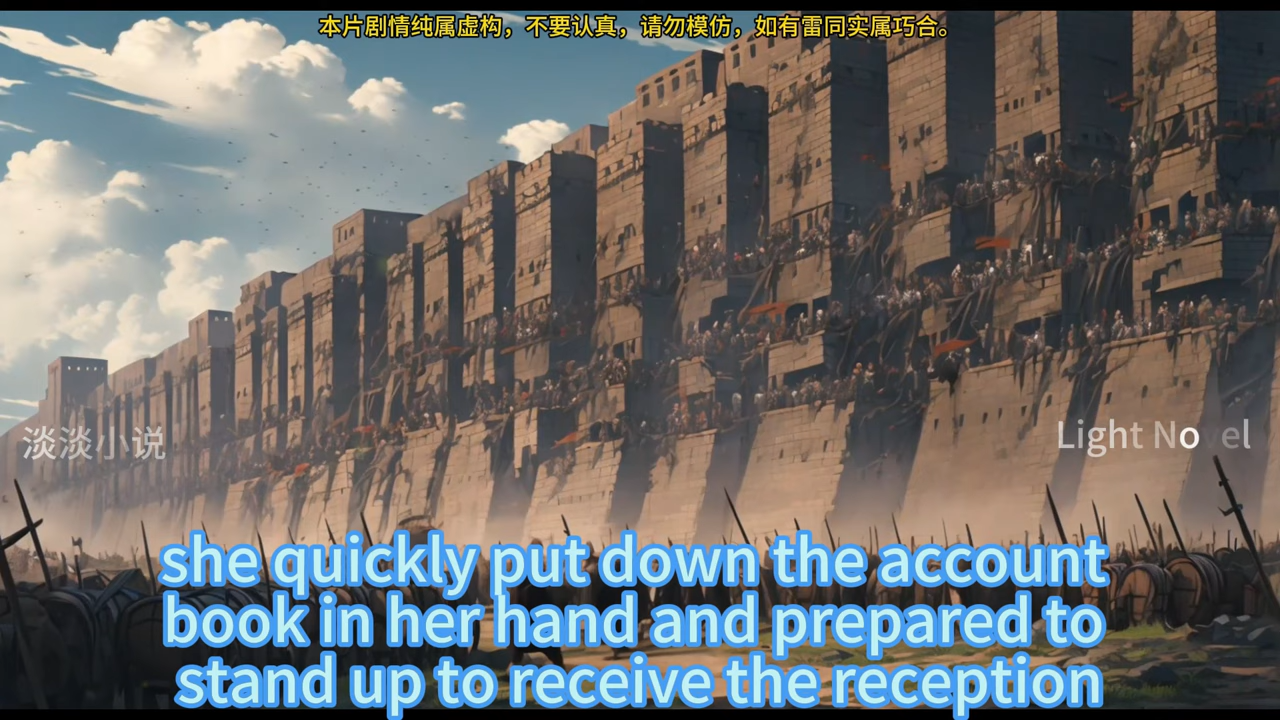 本片剧情纯属虚构，不要认真，请勿模仿，如有雷同实属巧合。
淡淡小说
Light Novel
she quickly put down the account
book in her hand and prepared to
stand up to receive the reception